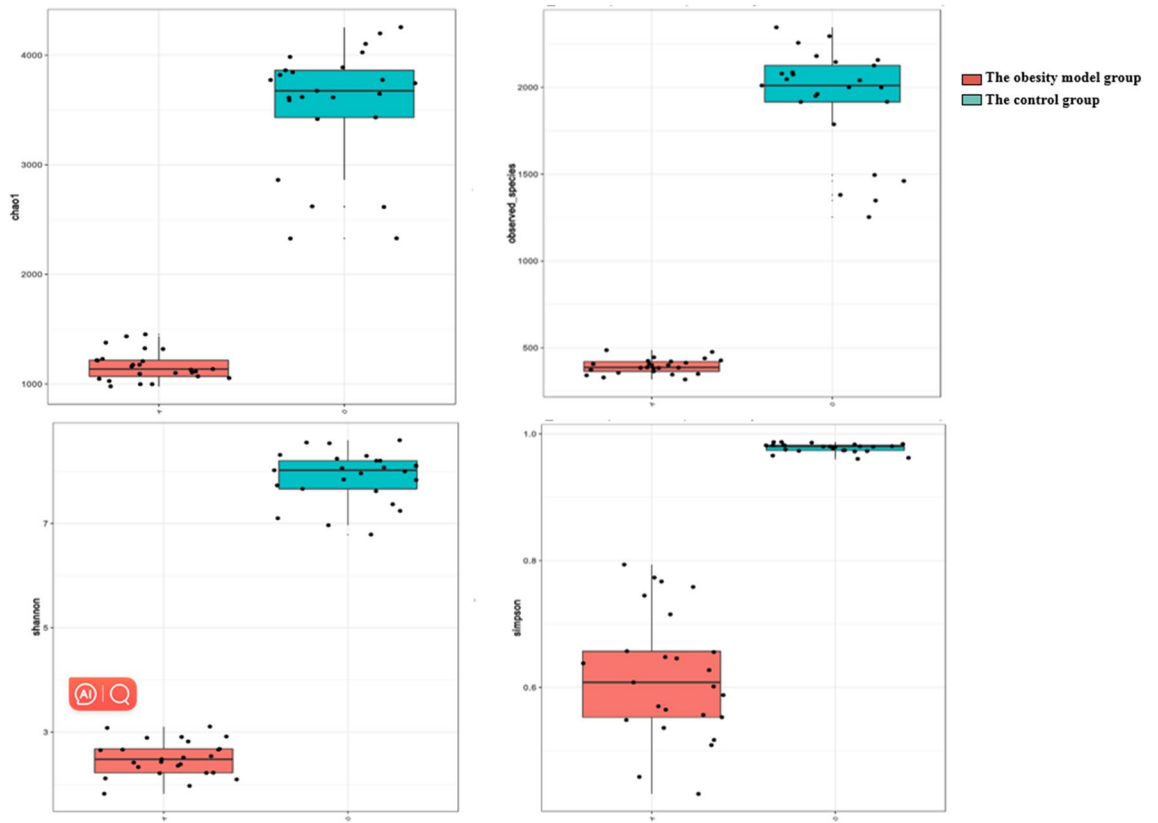 4000
3000
2000
1000
chao1
2000
1500
1000
500
observed_species
The obesity model group
The control group
7
5
3
shannon
AI
1.0
0.8
0.6
simpson